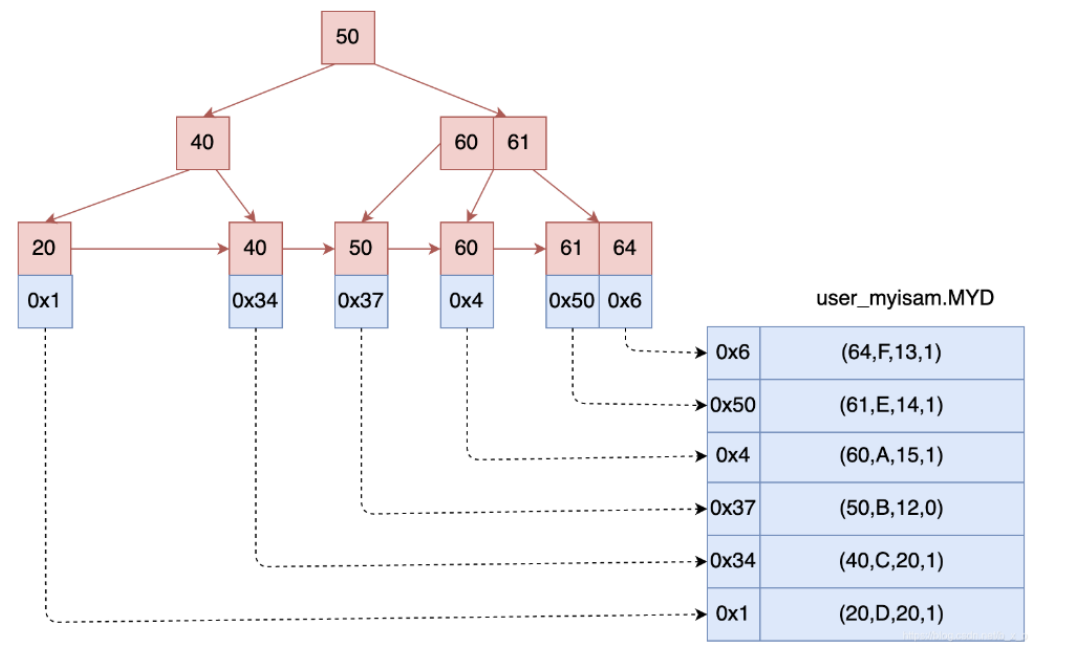 50
40
60 61
20 40 50 60 61 64
0x1 0x34 0x37 0x4 0x50 0x6
user_myisam.MYD
0x6 (64,F,13,1)
0x50 (61,E,14,1)
0x4 (60,A,15,1)
0x37 (50,B,12,0)
0x34 (40,C,20,1)
0x1 (20,D,20,1)